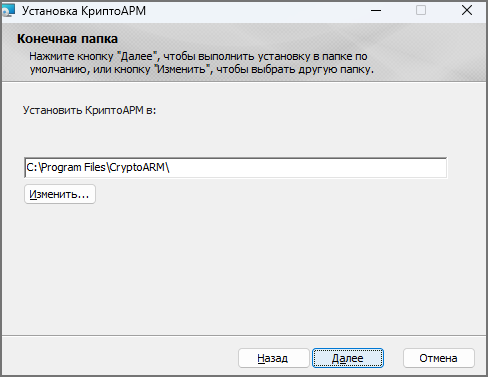 Установка КриптоАРМ
Конечная папка
Нажмите кнопку "Далее", чтобы выполнить установку в папке по
умолчанию, или кнопку "Изменить", чтобы выбрать другую папку.
Установить КриптоАРМ в:
C:\Program Files\CryptoARM\
Изменить...
Назад
Далее
Отмена